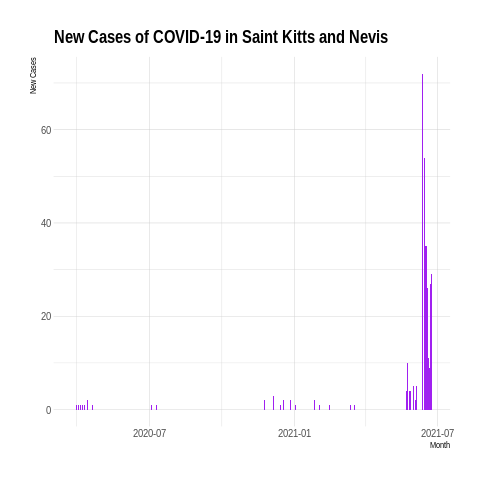 New Cases of COVID-19 in Saint Kitts and Nevis
New Cases
60
40
20
0
2020-07
2021-01
2021-07
Month